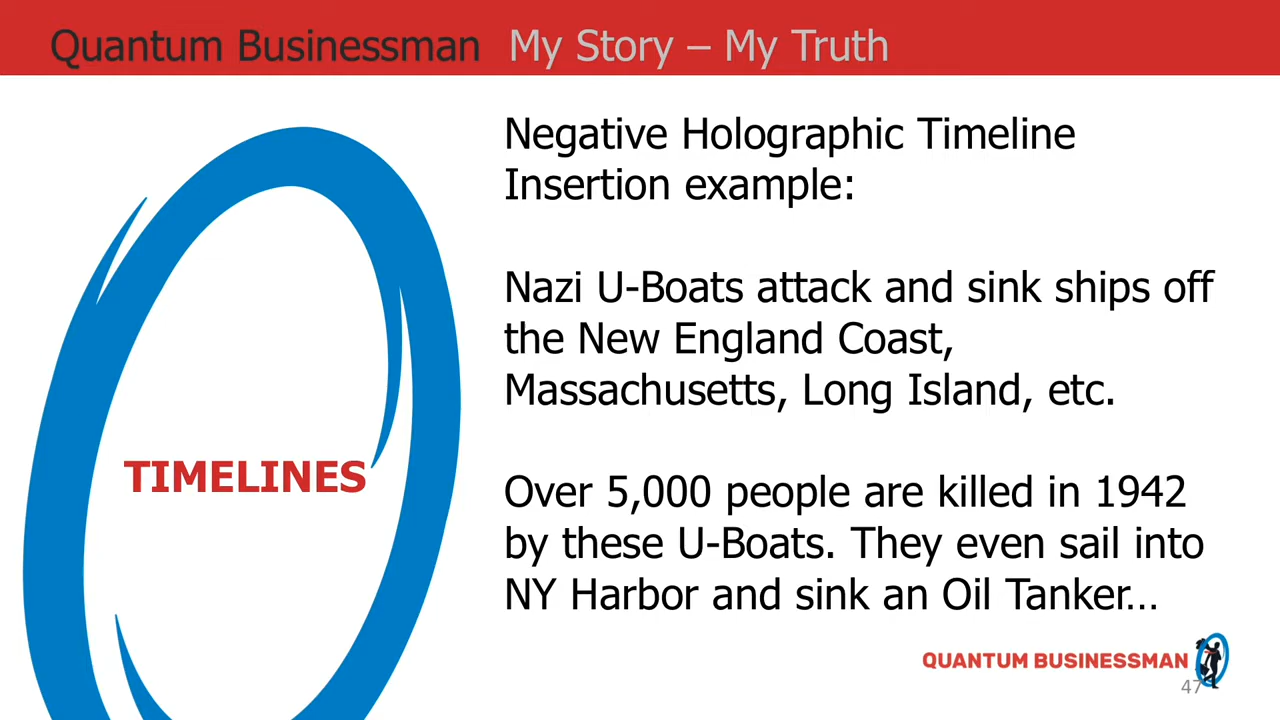 Quantum Businessman My Story – My Truth
Negative Holographic Timeline
Insertion example:
Nazi U-Boats attack and sink ships off
the New England Coast,
Massachusetts, Long Island, etc.
TIMELINES
Over 5,000 people are killed in 1942
by these U-Boats. They even sail into
NY Harbor and sink an Oil Tanker…
QUANTUM BUSINESSMAN
47